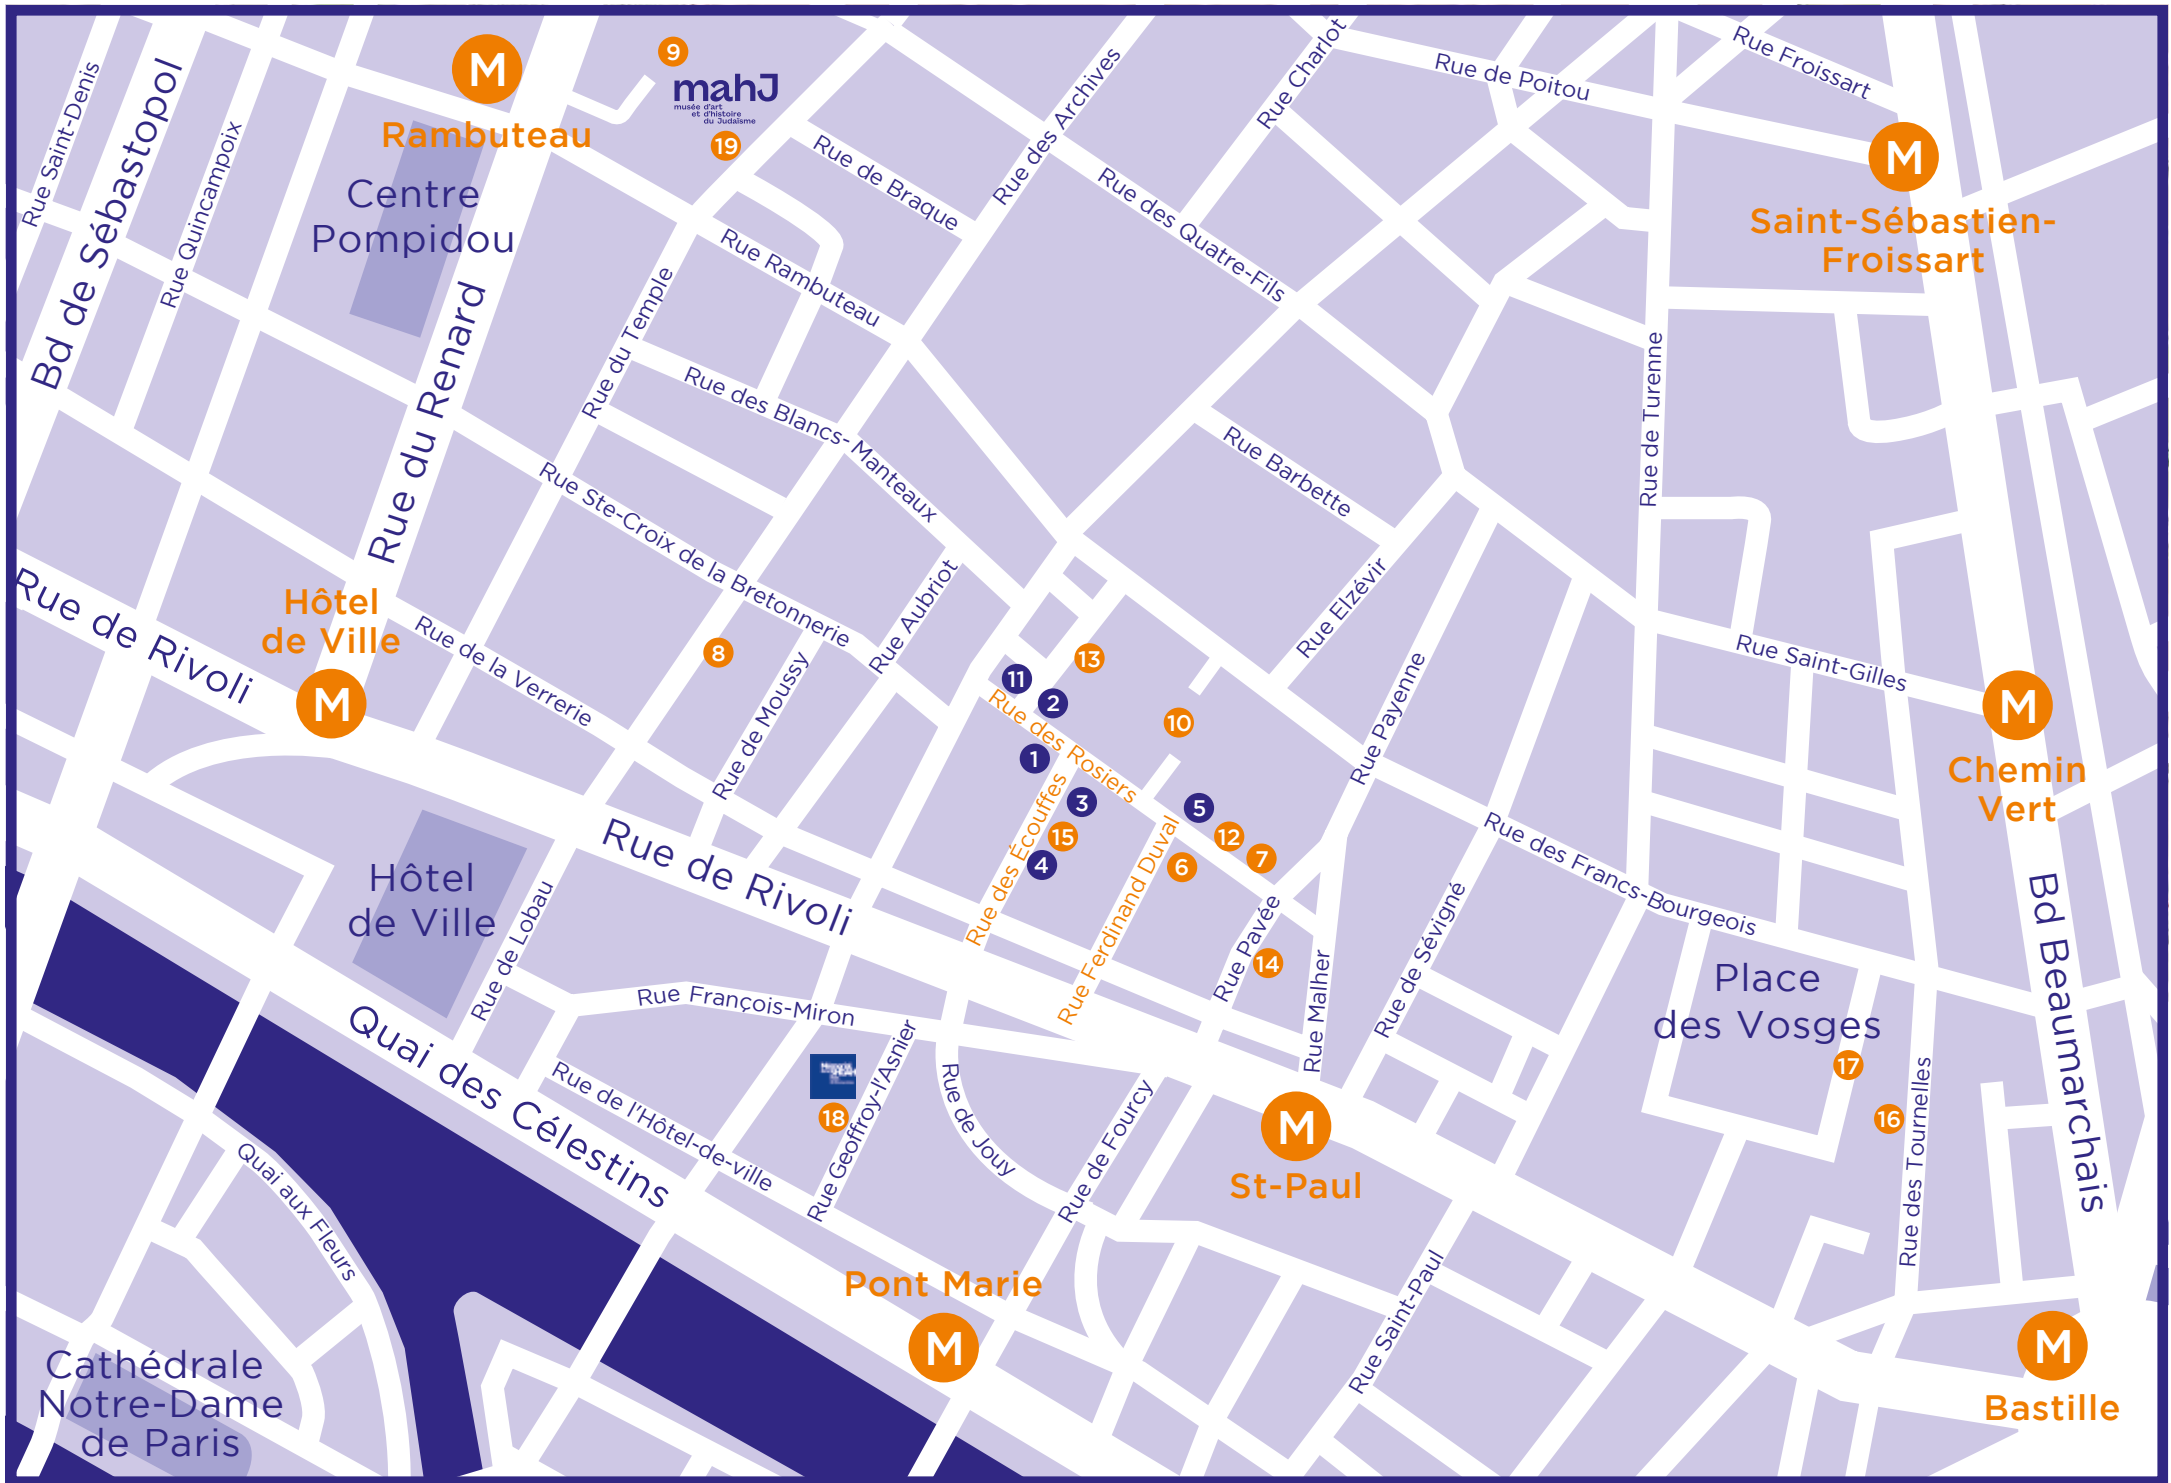 Rue Saint-Denis
Bd de Sébastopol
Rue Quincampoix
M
Rambuteau
Centre
Pompidou
Rue du Renard
9
mahJ
musée d'art
et d'histoire
du Judaïsme
19
Rue de Braque
Rue des Archives
Rue Charlot
Rue de Poitou
Rue Froissart
M
Saint-Sébastien-
Froissart
Rue des Quatre-Fils
Rue Rambuteau
Rue du Temple
Rue des Blancs-Manteaux
Rue Barbette
Rue de Turenne
Rue Ste-Croix de la Bretonnerie
Rue Aubriot
Rue Elzévir
Rue de Rivoli
Hôtel
de Ville
M
Rue de la Verrerie
8
Rue de Moussy
11
2
13
10
Rue des Rosiers
1
3
15
4
Rue des Écouffes
5
12
7
6
Rue Ferdinand Duval
Rue Payenne
Rue Saint-Gilles
M
Chemin
Vert
Rue des Francs-Bourgeois
Bd Beaumarchais
Hôtel
de Ville
Rue de Lobau
Rue de Rivoli
Rue Pavée
14
Rue Malher
Rue de Sévigné
Place
des Vosges
17
16
Rue des Tournelles
Rue François-Miron
Quai des Célestins
Rue de l'Hôtel-de-ville
18
Rue Geoffroy-l'Asnier
Rue de Jouy
Rue de Fourcy
M
St-Paul
Rue Saint-Paul
Quai aux Fleurs
Pont Marie
M
M
Bastille
Cathédrale
Notre-Dame
de Paris